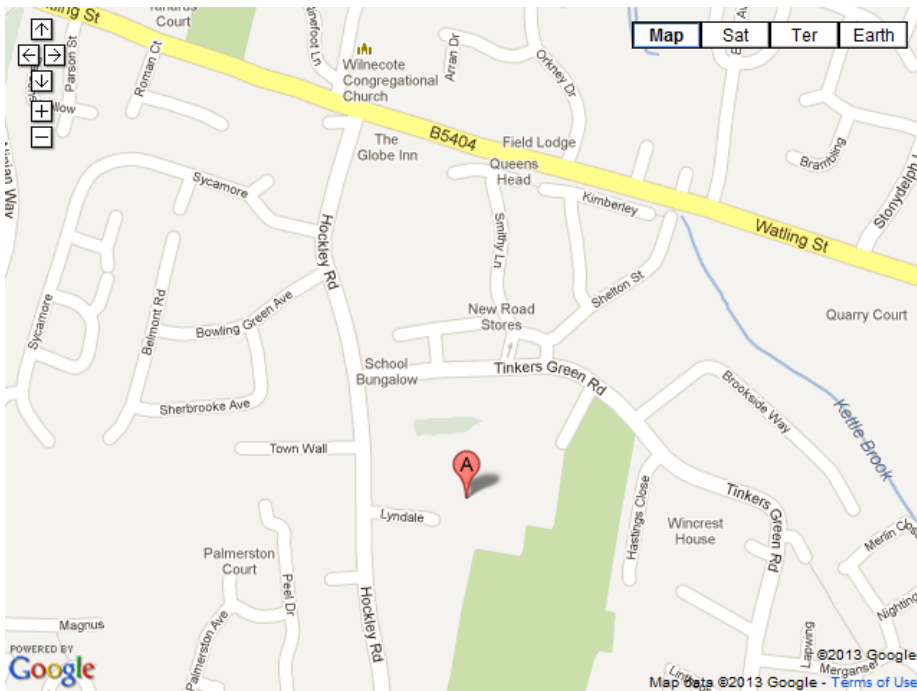 Court
Map
Sat
Ter
Earth
Parson St
Roman Ct
Arran Dr
Orkney Dr
Wilnecote
Congregational
Church
B5404
Field Lodge
The
Globe Inn
Queens
Head
Brambling
Sycamore
Kimberley
Hockley Rd
Smithy Ln
Watling St
Shelton St
Bowling Green Ave
Belmont Rd
New Road
Stores
Quarry Court
Sycamore
School
Bungalow
Tinkers Green Rd
Sherbrooke Ave
Brookside Way
Kettle Brook
Town Wall
A
Hastings Close
Tinkers Green Rd
Lyndale
Wincrest
House
Palmerston
Court
Peel Dr
Hockley Rd
Palmerston Ave
Magnus
Lapwing
POWERED BY
Google
©2013 Google
Map data ©2013 Google - Terms of Use